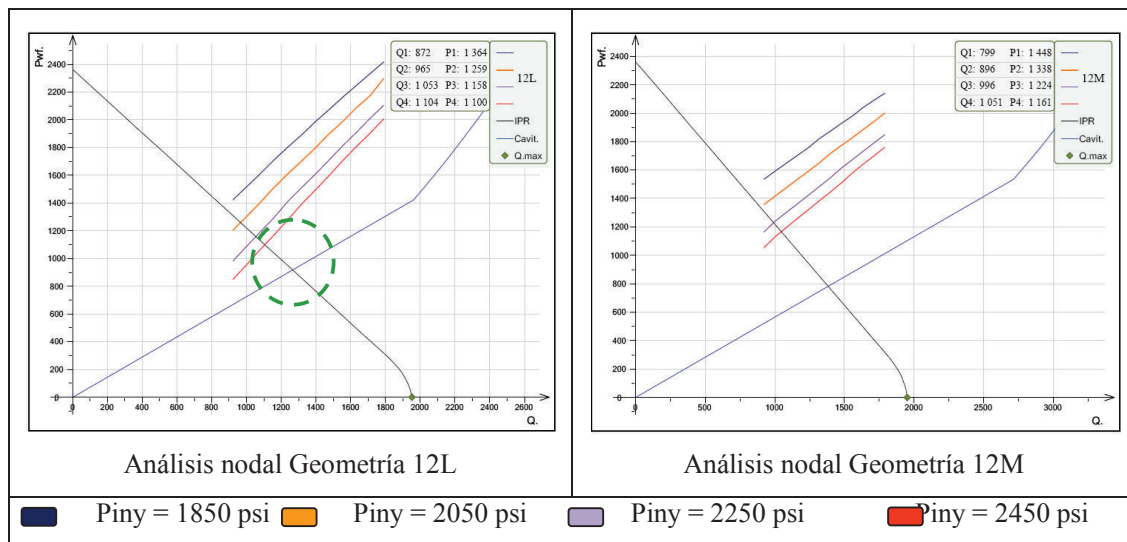 Pwf.
2400
2200
2000
1800
1600
1400
1200
1000
800
600
400
200
0
0 200 400 600 800 1000 1200 1400 1600 1800 2000 2200 2400 2600
Q.
Q1: 872 P1: 1 364
Q2: 965 P2: 1 259
Q3: 1 053 P3: 1 158
Q4: 1 104 P4: 1 100
12L
IPR
Cavit.
Q.max
Análisis nodal Geometría 12L
Pwf.
2400
2200
2000
1800
1600
1400
1200
1000
800
600
400
200
0
0 500 1000 1500 2000 2500 3000
Q.
Q1: 799 P1: 1 448
Q2: 896 P2: 1 338
Q3: 996 P3: 1 224
Q4: 1 051 P4: 1 161
12M
IPR
Cavit.
Q.max
Análisis nodal Geometría 12M
Piny = 1850 psi Piny = 2050 psi Piny = 2250 psi Piny = 2450 psi